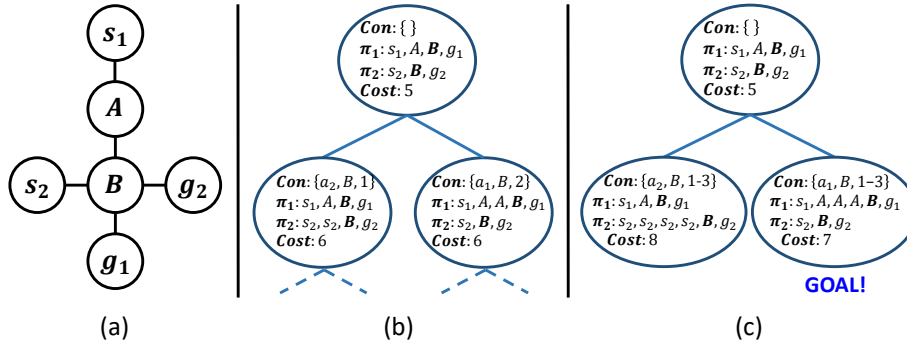 s₁
A
s₂
B
g₂
g₁
(a)
Con: { }
π₁: s₁, A, B, g₁
π₂: s₂, B, g₂
Cost: 5
Con: {a₂, B, 1}
π₁: s₁, A, B, g₁
π₂: s₂, s₂, B, g₂
Cost: 6
Con: {a₁, B, 2}
π₁: s₁, A, A, B, g₁
π₂: s₂, B, g₂
Cost: 6
(b)
Con: { }
π₁: s₁, A, B, g₁
π₂: s₂, B, g₂
Cost: 5
Con: {a₂, B, 1-3}
π₁: s₁, A, B, g₁
π₂: s₂, s₂, s₂, s₂, B, g₂
Cost: 8
Con: {a₁, B, 1−3}
π₁: s₁, A, A, A, B, g₁
π₂: s₂, B, g₂
Cost: 7
GOAL!
(c)